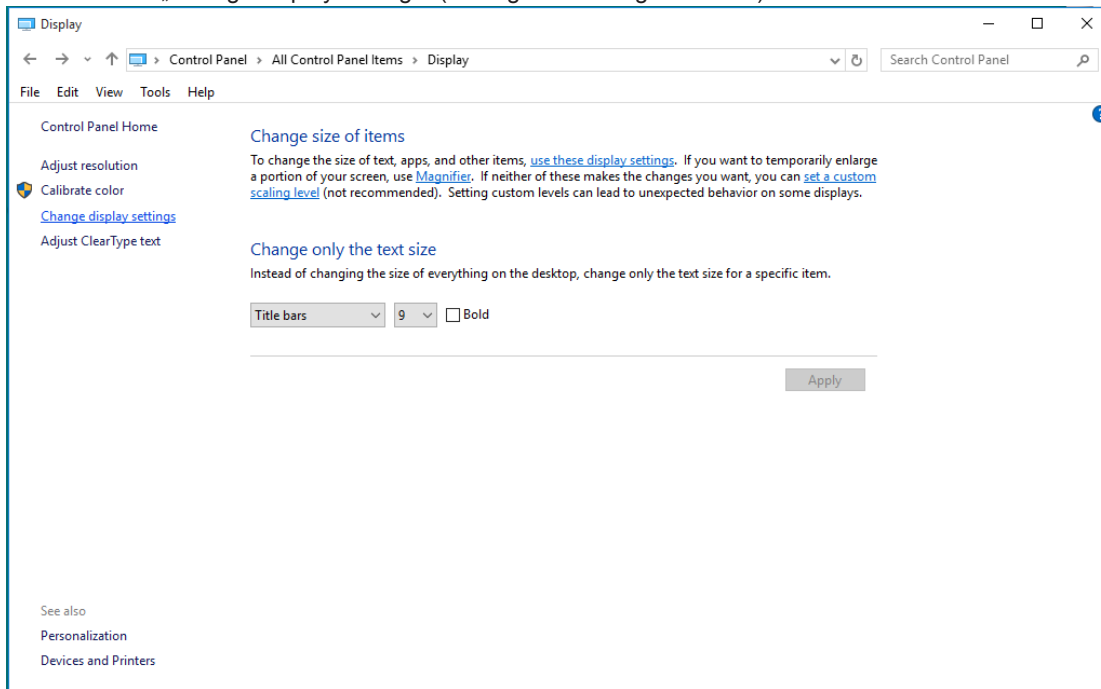 Display
Control Panel > All Control Panel Items > Display
Search Control Panel
File Edit View Tools Help
Control Panel Home
Adjust resolution
Calibrate color
Change display settings
Adjust ClearType text
Change size of items
To change the size of text, apps, and other items, use these display settings. If you want to temporarily enlarge
a portion of your screen, use Magnifier. If neither of these makes the changes you want, you can set a custom
scaling level (not recommended). Setting custom levels can lead to unexpected behavior on some displays.
Change only the text size
Instead of changing the size of everything on the desktop, change only the text size for a specific item.
Title bars 9 Bold
Apply
See also
Personalization
Devices and Printers